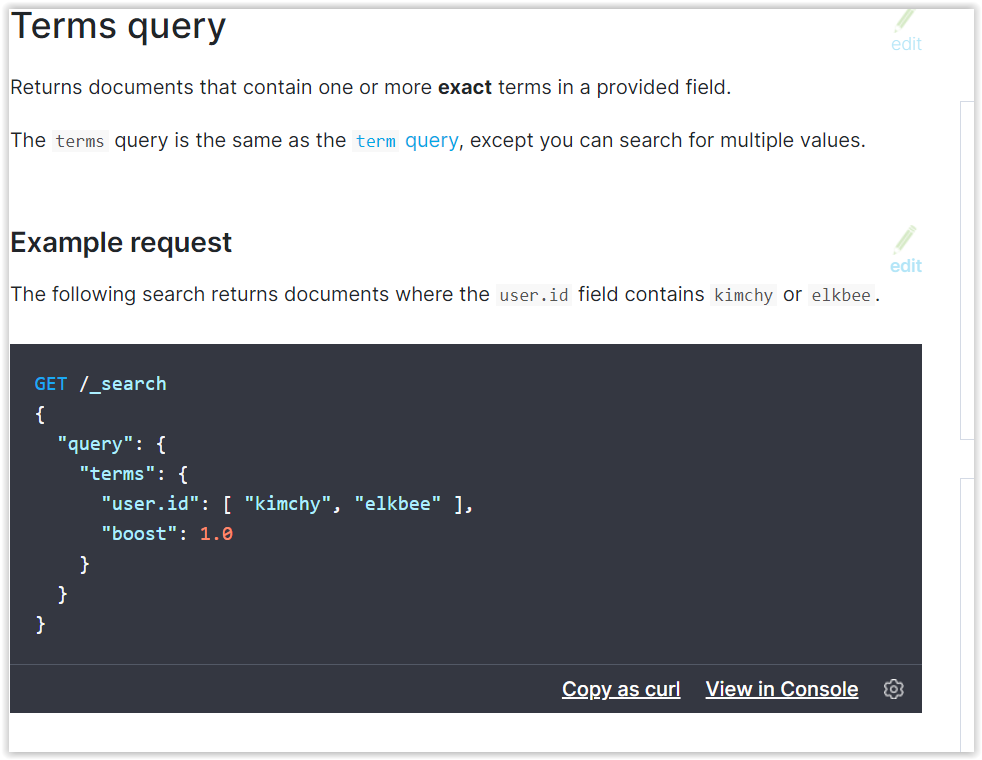 Terms query
edit
Returns documents that contain one or more exact terms in a provided field.
The terms query is the same as the term query, except you can search for multiple values.
Example request
edit
The following search returns documents where the user.id field contains kimchy or elkbee.
GET /_search
{
  "query": {
    "terms": {
      "user.id": [ "kimchy", "elkbee" ],
      "boost": 1.0
    }
  }
}
Copy as curl View in Console